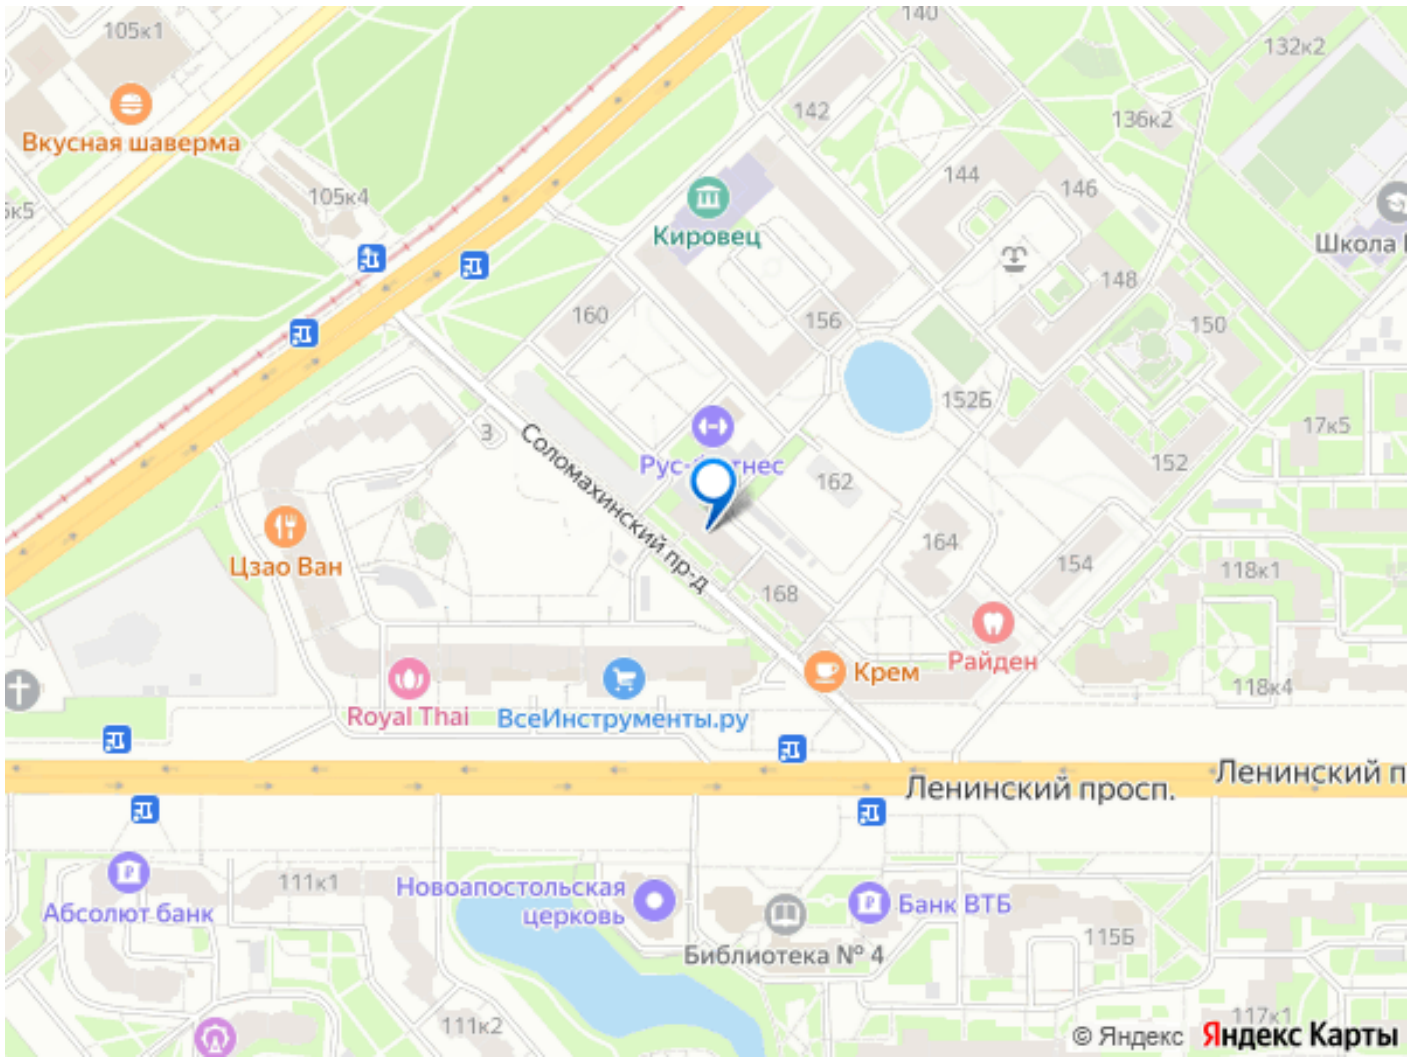 105к1
140
132к2
Вкусная шаверма
142
136к2
105к4
144
146
Кировец
Школа
148
160
156
150
152Б
3
17к5
Соломахинский пр-д
162
152
Цзао Ван
164
154
118к1
168
Крем
Райден
118к4
Royal Thai
ВсеИнструменты.ру
Ленинский просп.
Ленинский п
111к1
Абсолют банк
Новоапостольская
церковь
Банк ВТБ
115Б
Библиотека № 4
111к2
117к1
© Яндекс Яндекс Карты